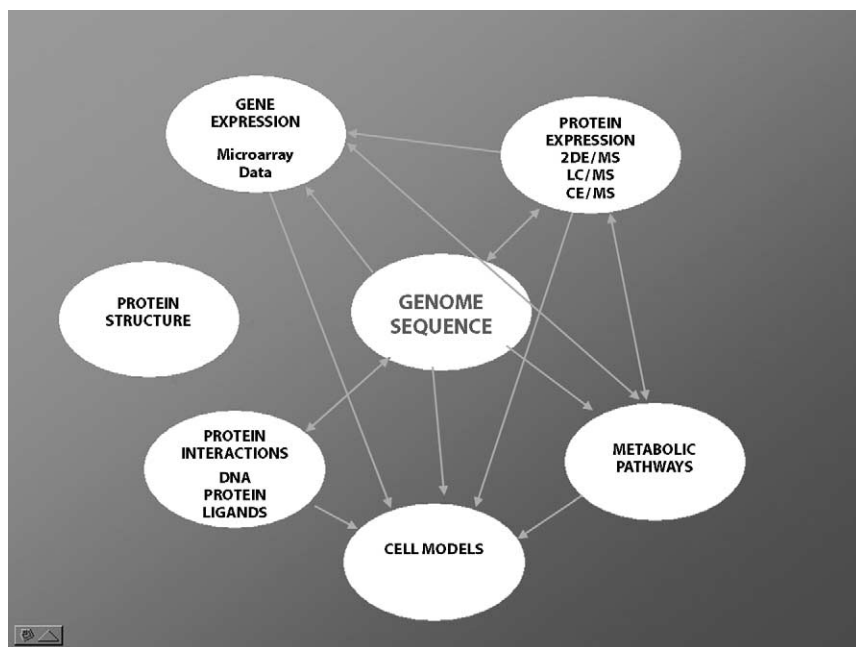 GENE
EXPRESSION
Microarray
Data
PROTEIN
EXPRESSION
2DE/MS
LC/MS
CE/MS
PROTEIN
STRUCTURE
GENOME
SEQUENCE
PROTEIN
INTERACTIONS
DNA
PROTEIN
LIGANDS
METABOLIC
PATHWAYS
CELL MODELS